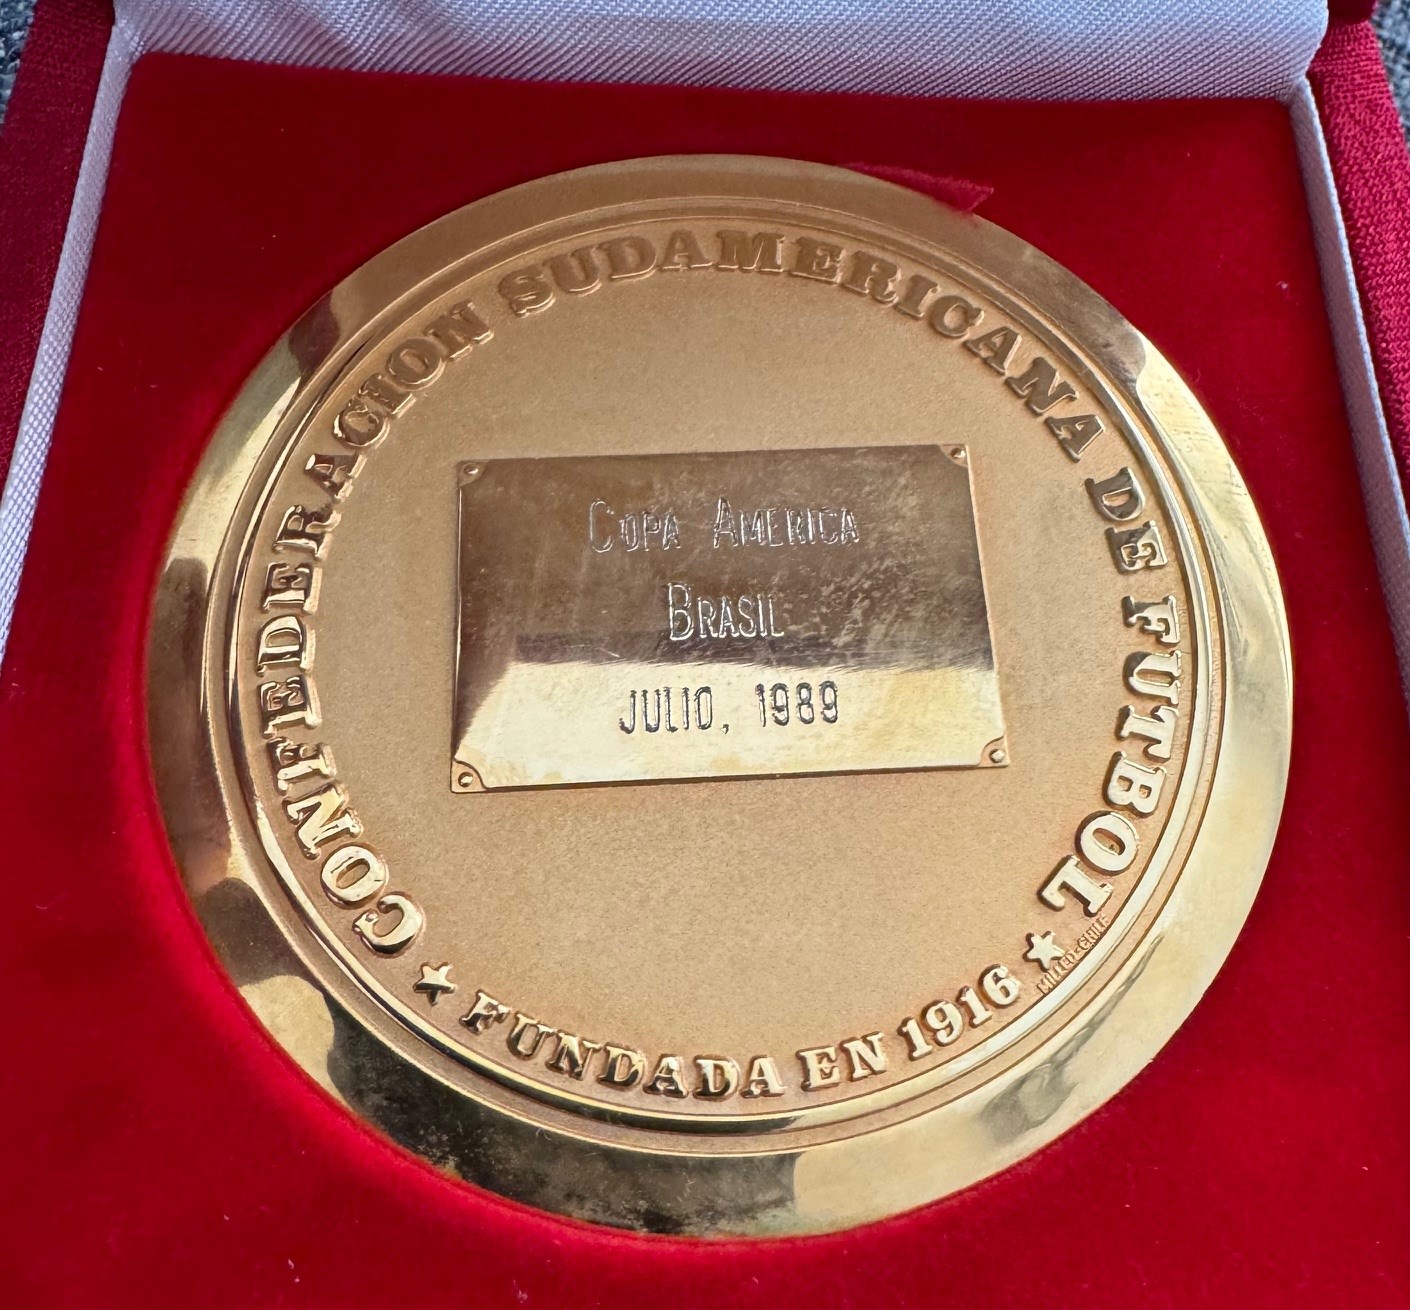 CONFEDERACION SUDAMERICANA DE FUTBOL
COPA AMERICA
BRASIL
JULIO, 1989
★ FUNDADA EN 1916 ★